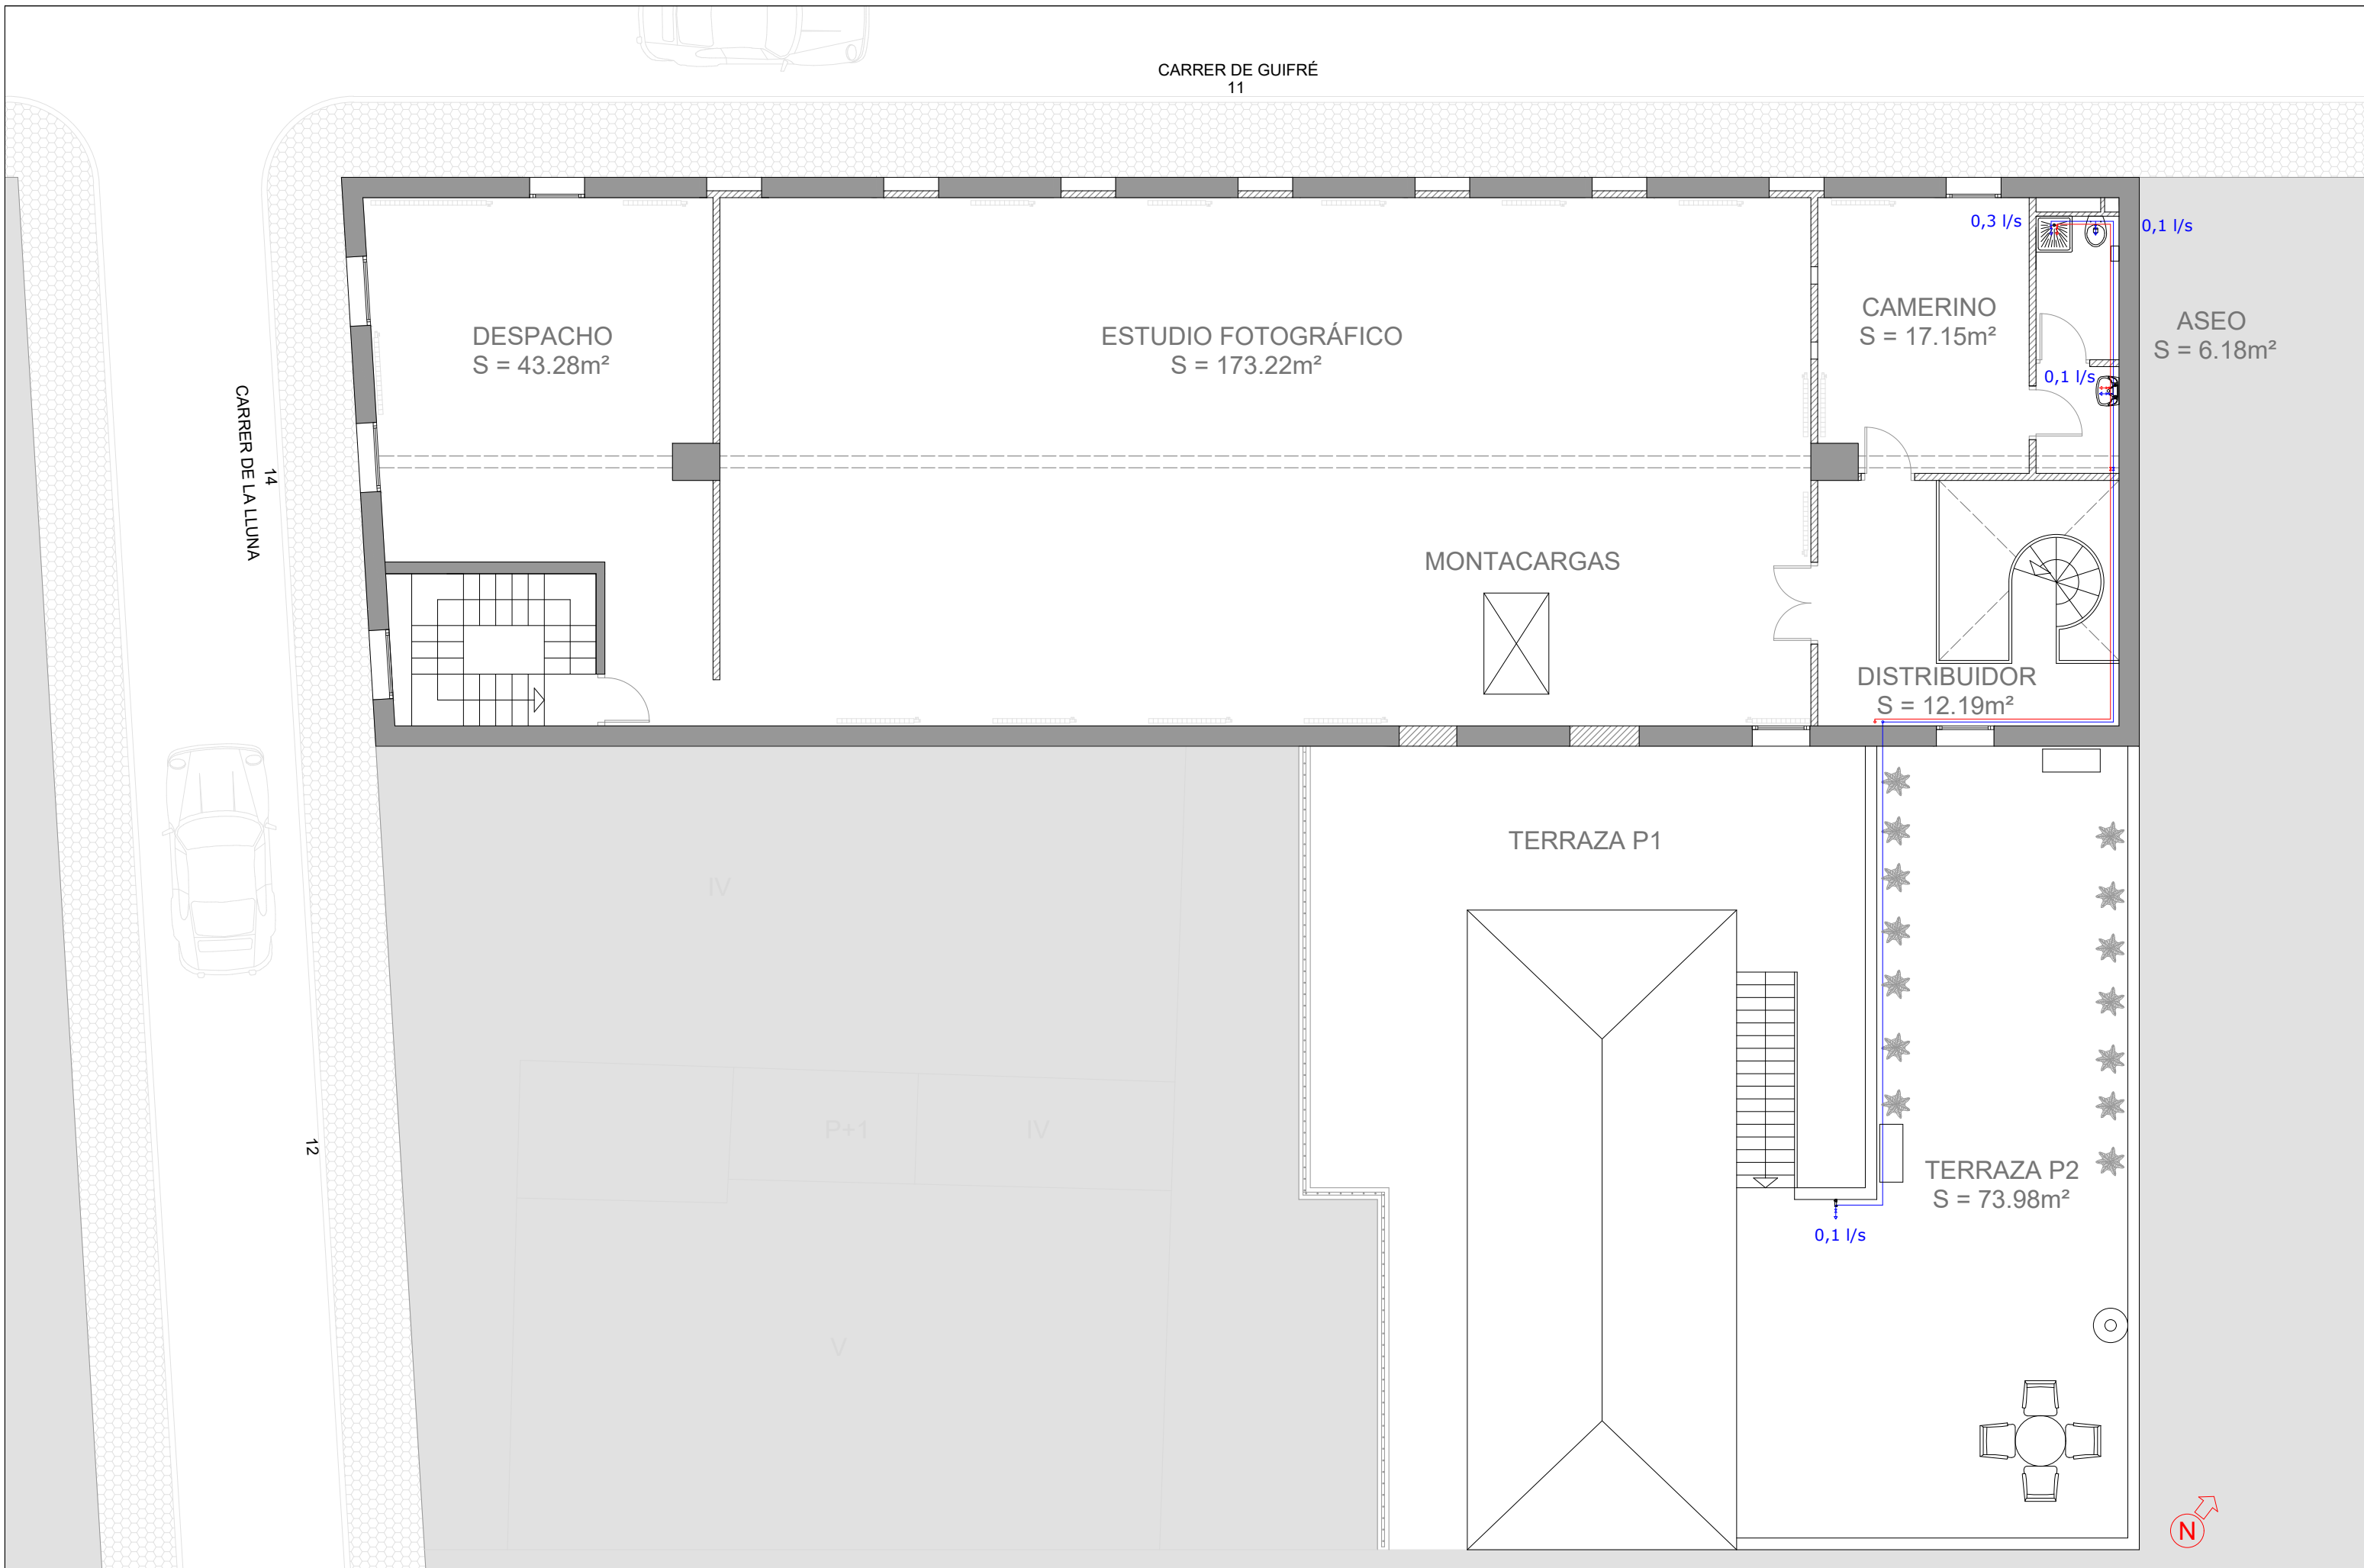 CARRER DE GUIFRÉ
11
0,3 l/s
0,1 l/s
DESPACHO
S = 43.28m²
ESTUDIO FOTOGRÁFICO
S = 173.22m²
CAMERINO
S = 17.15m²
ASEO
S = 6.18m²
0,1 l/s
14
CARRER DE LA LLUNA
MONTACARGAS
DISTRIBUIDOR
S = 12.19m²
TERRAZA P1
IV
P+1
IV
12
TERRAZA P2
S = 73.98m²
0,1 l/s
V
N